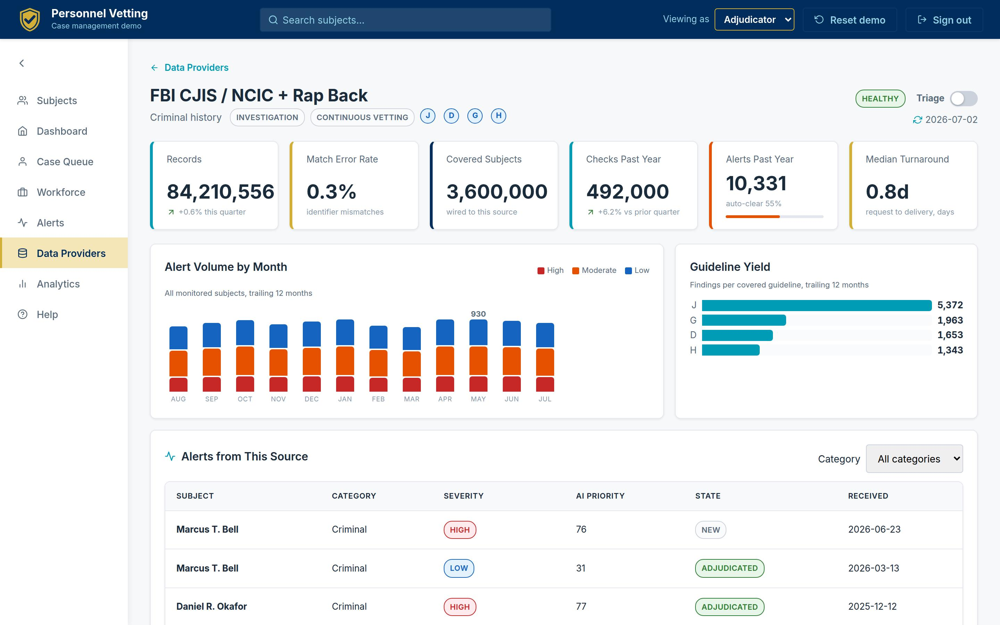 Personnel Vetting
Case management demo
Search subjects...
Viewing as
Adjudicator
Reset demo
Sign out
Subjects
Dashboard
Case Queue
Workforce
Alerts
Data Providers
Analytics
Help
Data Providers
FBI CJIS / NCIC + Rap Back
Criminal history INVESTIGATION CONTINUOUS VETTING J D G H
HEALTHY Triage
2026-07-02
Records
84,210,556
+0.6% this quarter
Match Error Rate
0.3%
identifier mismatches
Covered Subjects
3,600,000
wired to this source
Checks Past Year
492,000
+6.2% vs prior quarter
Alerts Past Year
10,331
auto-clear 55%
Median Turnaround
0.8d
request to delivery, days
Alert Volume by Month
High Moderate Low
All monitored subjects, trailing 12 months
930
AUG SEP OCT NOV DEC JAN FEB MAR APR MAY JUN JUL
Guideline Yield
Findings per covered guideline, trailing 12 months
J 5,372
G 1,963
D 1,653
H 1,343
Alerts from This Source
Category All categories
SUBJECT CATEGORY SEVERITY AI PRIORITY STATE RECEIVED
Marcus T. Bell Criminal HIGH 76 NEW 2026-06-23
Marcus T. Bell Criminal LOW 31 ADJUDICATED 2026-03-13
Daniel R. Okafor Criminal HIGH 77 ADJUDICATED 2025-12-12